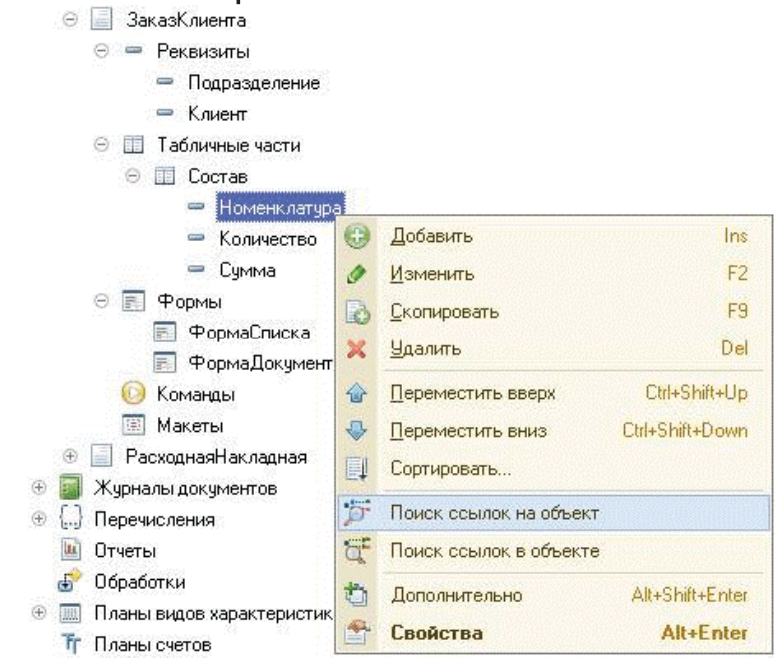 ЗаказКлиента
Реквизиты
Подразделение
Клиент
Табличные части
Состав
Номенклатура
Количество
Сумма
Формы
ФормаСписка
ФормаДокумент
Команды
Макеты
РасходнаяНакладная
Журналы документов
Перечисления
Отчеты
Обработки
Планы видов характеристик
Планы счетов
Добавить Ins
Изменить F2
Скопировать F9
Удалить Del
Переместить вверх Ctrl+Shift+Up
Переместить вниз Ctrl+Shift+Down
Сортировать...
Поиск ссылок на объект
Поиск ссылок в объекте
Дополнительно Alt+Shift+Enter
Свойства Alt+Enter